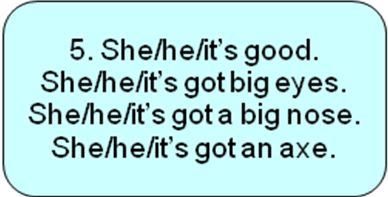 5. She/he/it’s good.
She/he/it’s got big eyes.
She/he/it’s got a big nose.
She/he/it’s got an axe.